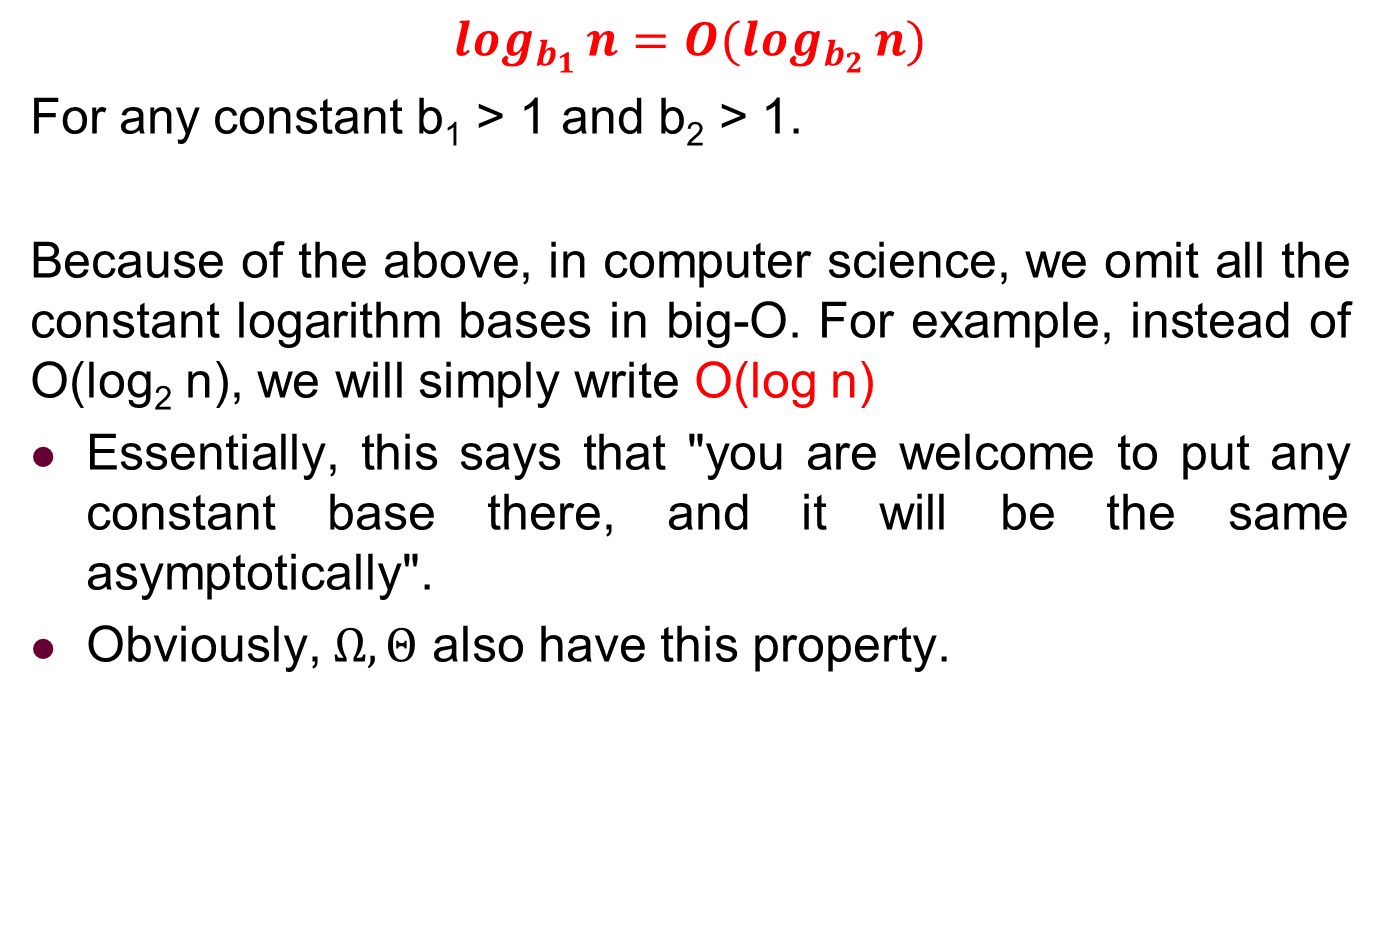 log_{b_1} n = O(log_{b_2} n)
For any constant b₁ > 1 and b₂ > 1.
Because of the above, in computer science, we omit all the
constant logarithm bases in big-O. For example, instead of
O(log₂ n), we will simply write O(log n)
● Essentially, this says that "you are welcome to put any
constant base there, and it will be the same
asymptotically".
● Obviously, Ω, Θ also have this property.